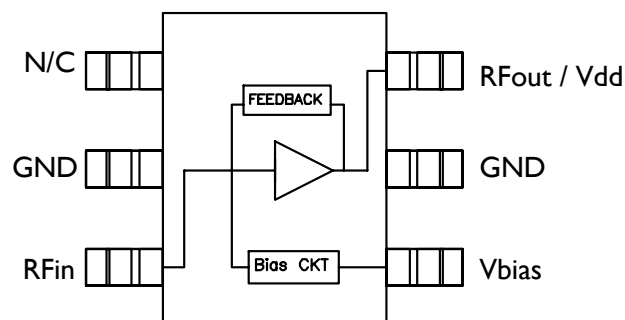 N/C
RFout / Vdd
FEEDBACK
GND
GND
RFin
Bias CKT
Vbias